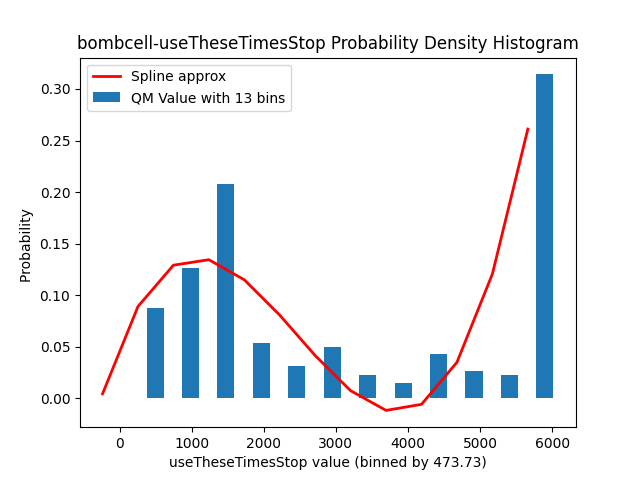 bombcell-useTheseTimesStop Probability Density Histogram
Spline approx
QM Value with 13 bins
Probability
0.30
0.25
0.20
0.15
0.10
0.05
0.00
0 1000 2000 3000 4000 5000 6000
useTheseTimesStop value (binned by 473.73)